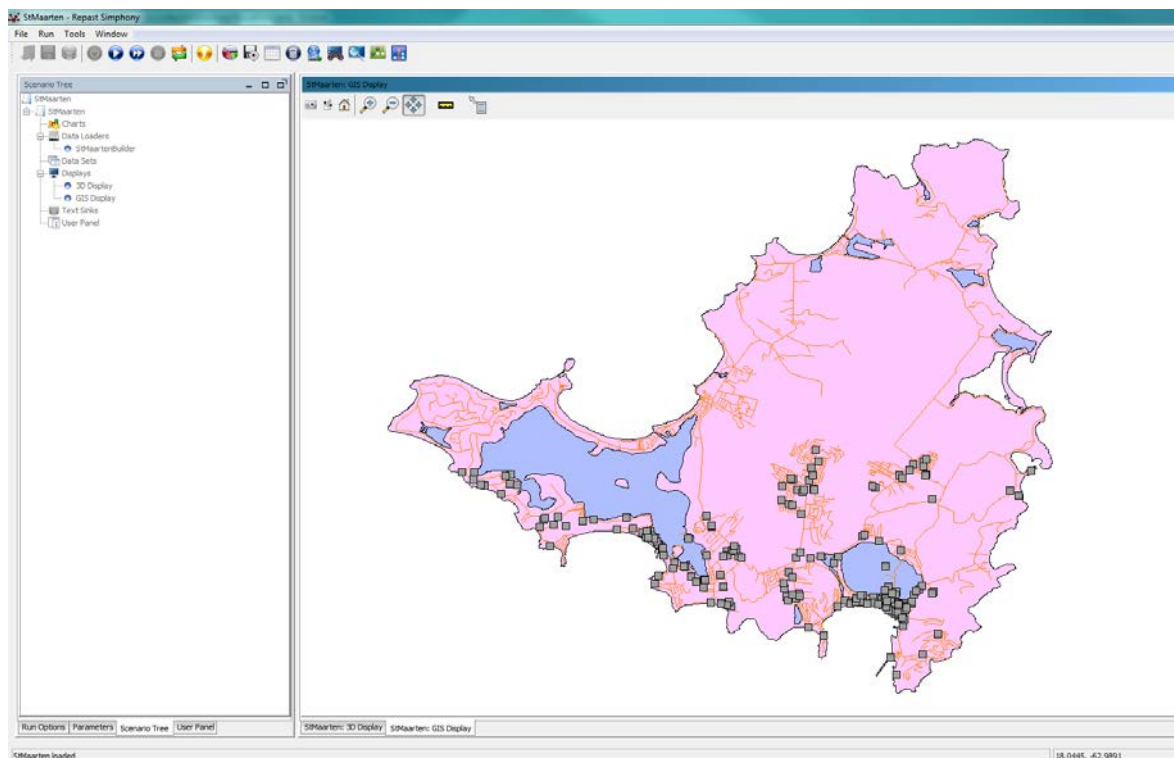 StMaarten - Repast Simphony
File Run Tools Window
Scenario Tree
StMaarten
StMaarten
Charts
Data Loaders
StMaartenBuilder
Data Sets
Displays
3D Display
GIS Display
Text Sinks
User Panel
StMaarten: GIS Display
Run Options Parameters Scenario Tree User Panel
StMaarten: 3D Display StMaarten: GIS Display
StMaarten loaded
18.0445, -62.9891